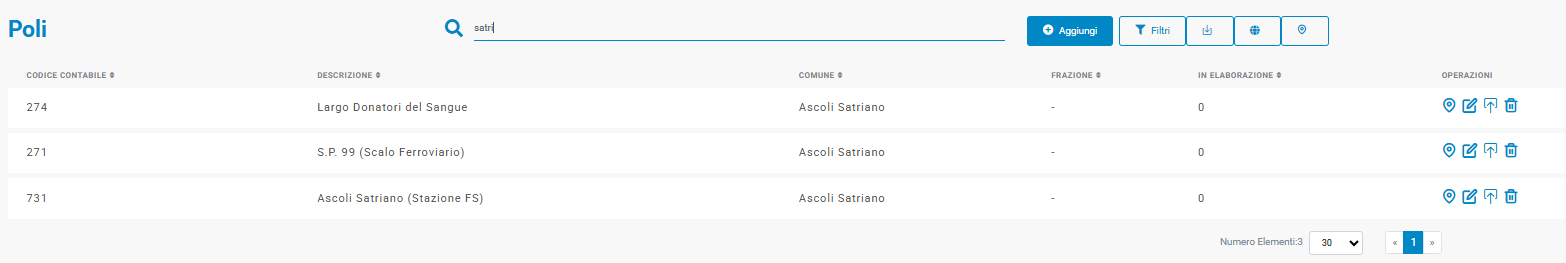 Poli
satri
Aggiungi
Filtri
CODICE CONTABILE DESCRIZIONE COMUNE FRAZIONE IN ELABORAZIONE OPERAZIONI
274 Largo Donatori del Sangue Ascoli Satriano - 0
271 S.P. 99 (Scalo Ferroviario) Ascoli Satriano - 0
731 Ascoli Satriano (Stazione FS) Ascoli Satriano - 0
Numero Elementi:3 30 « 1 »